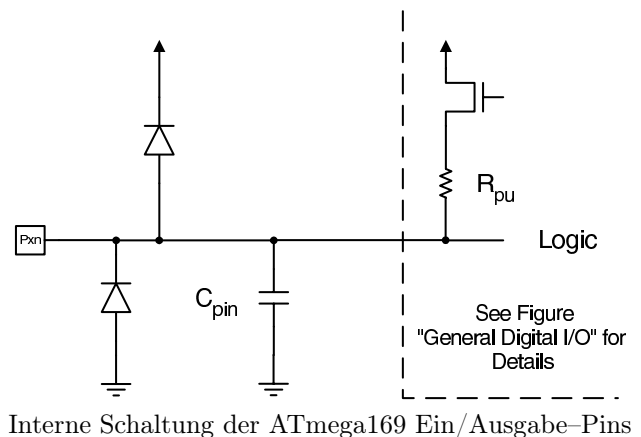 Pxn
C pin
R pu
Logic
See Figure
"General Digital I/O" for
Details
Interne Schaltung der ATmega169 Ein/Ausgabe–Pins